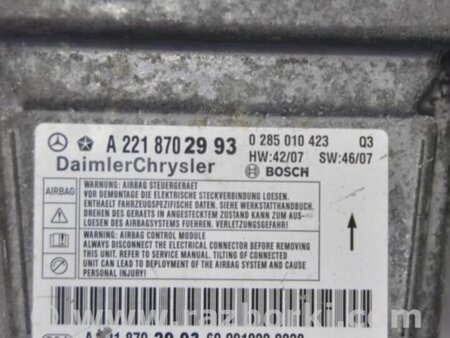 A 221 870 29 93 0 285 010 423 Q3
DaimlerChrysler HW:42/07 SW:46/07
BOSCH
AIRBAG
WARNUNG: AIRBAG STEUERGERAET
VOR DEMONTAGE DIE ELEKTRISCHE STECKVERBINDUNG LOESEN.
ENTHAELT FAHRZEUGSPEZIFISCHE DATEN. SIEHE WERKSTATTHANDBUCH.
DREHEN DES GERAETS IN ANGESTECKTEM ZUSTAND KANN ZUM AUS-
LOESEN DES AIRBAGSYSTEMS FUEHREN. VERLETZUNGSGEFAHR!
WARNING: AIRBAG CONTROL MODULE
ALWAYS DISCONNECT THE ELECTRICAL CONNECTOR BEFORE MOVING
THIS UNIT. REFER TO SERVICE MANUAL. TILTING OF CONNECTED
UNIT CAN LEAD TO DEPLOYMENT OF THE AIRBAG SYSTEM AND
www.razborki.com